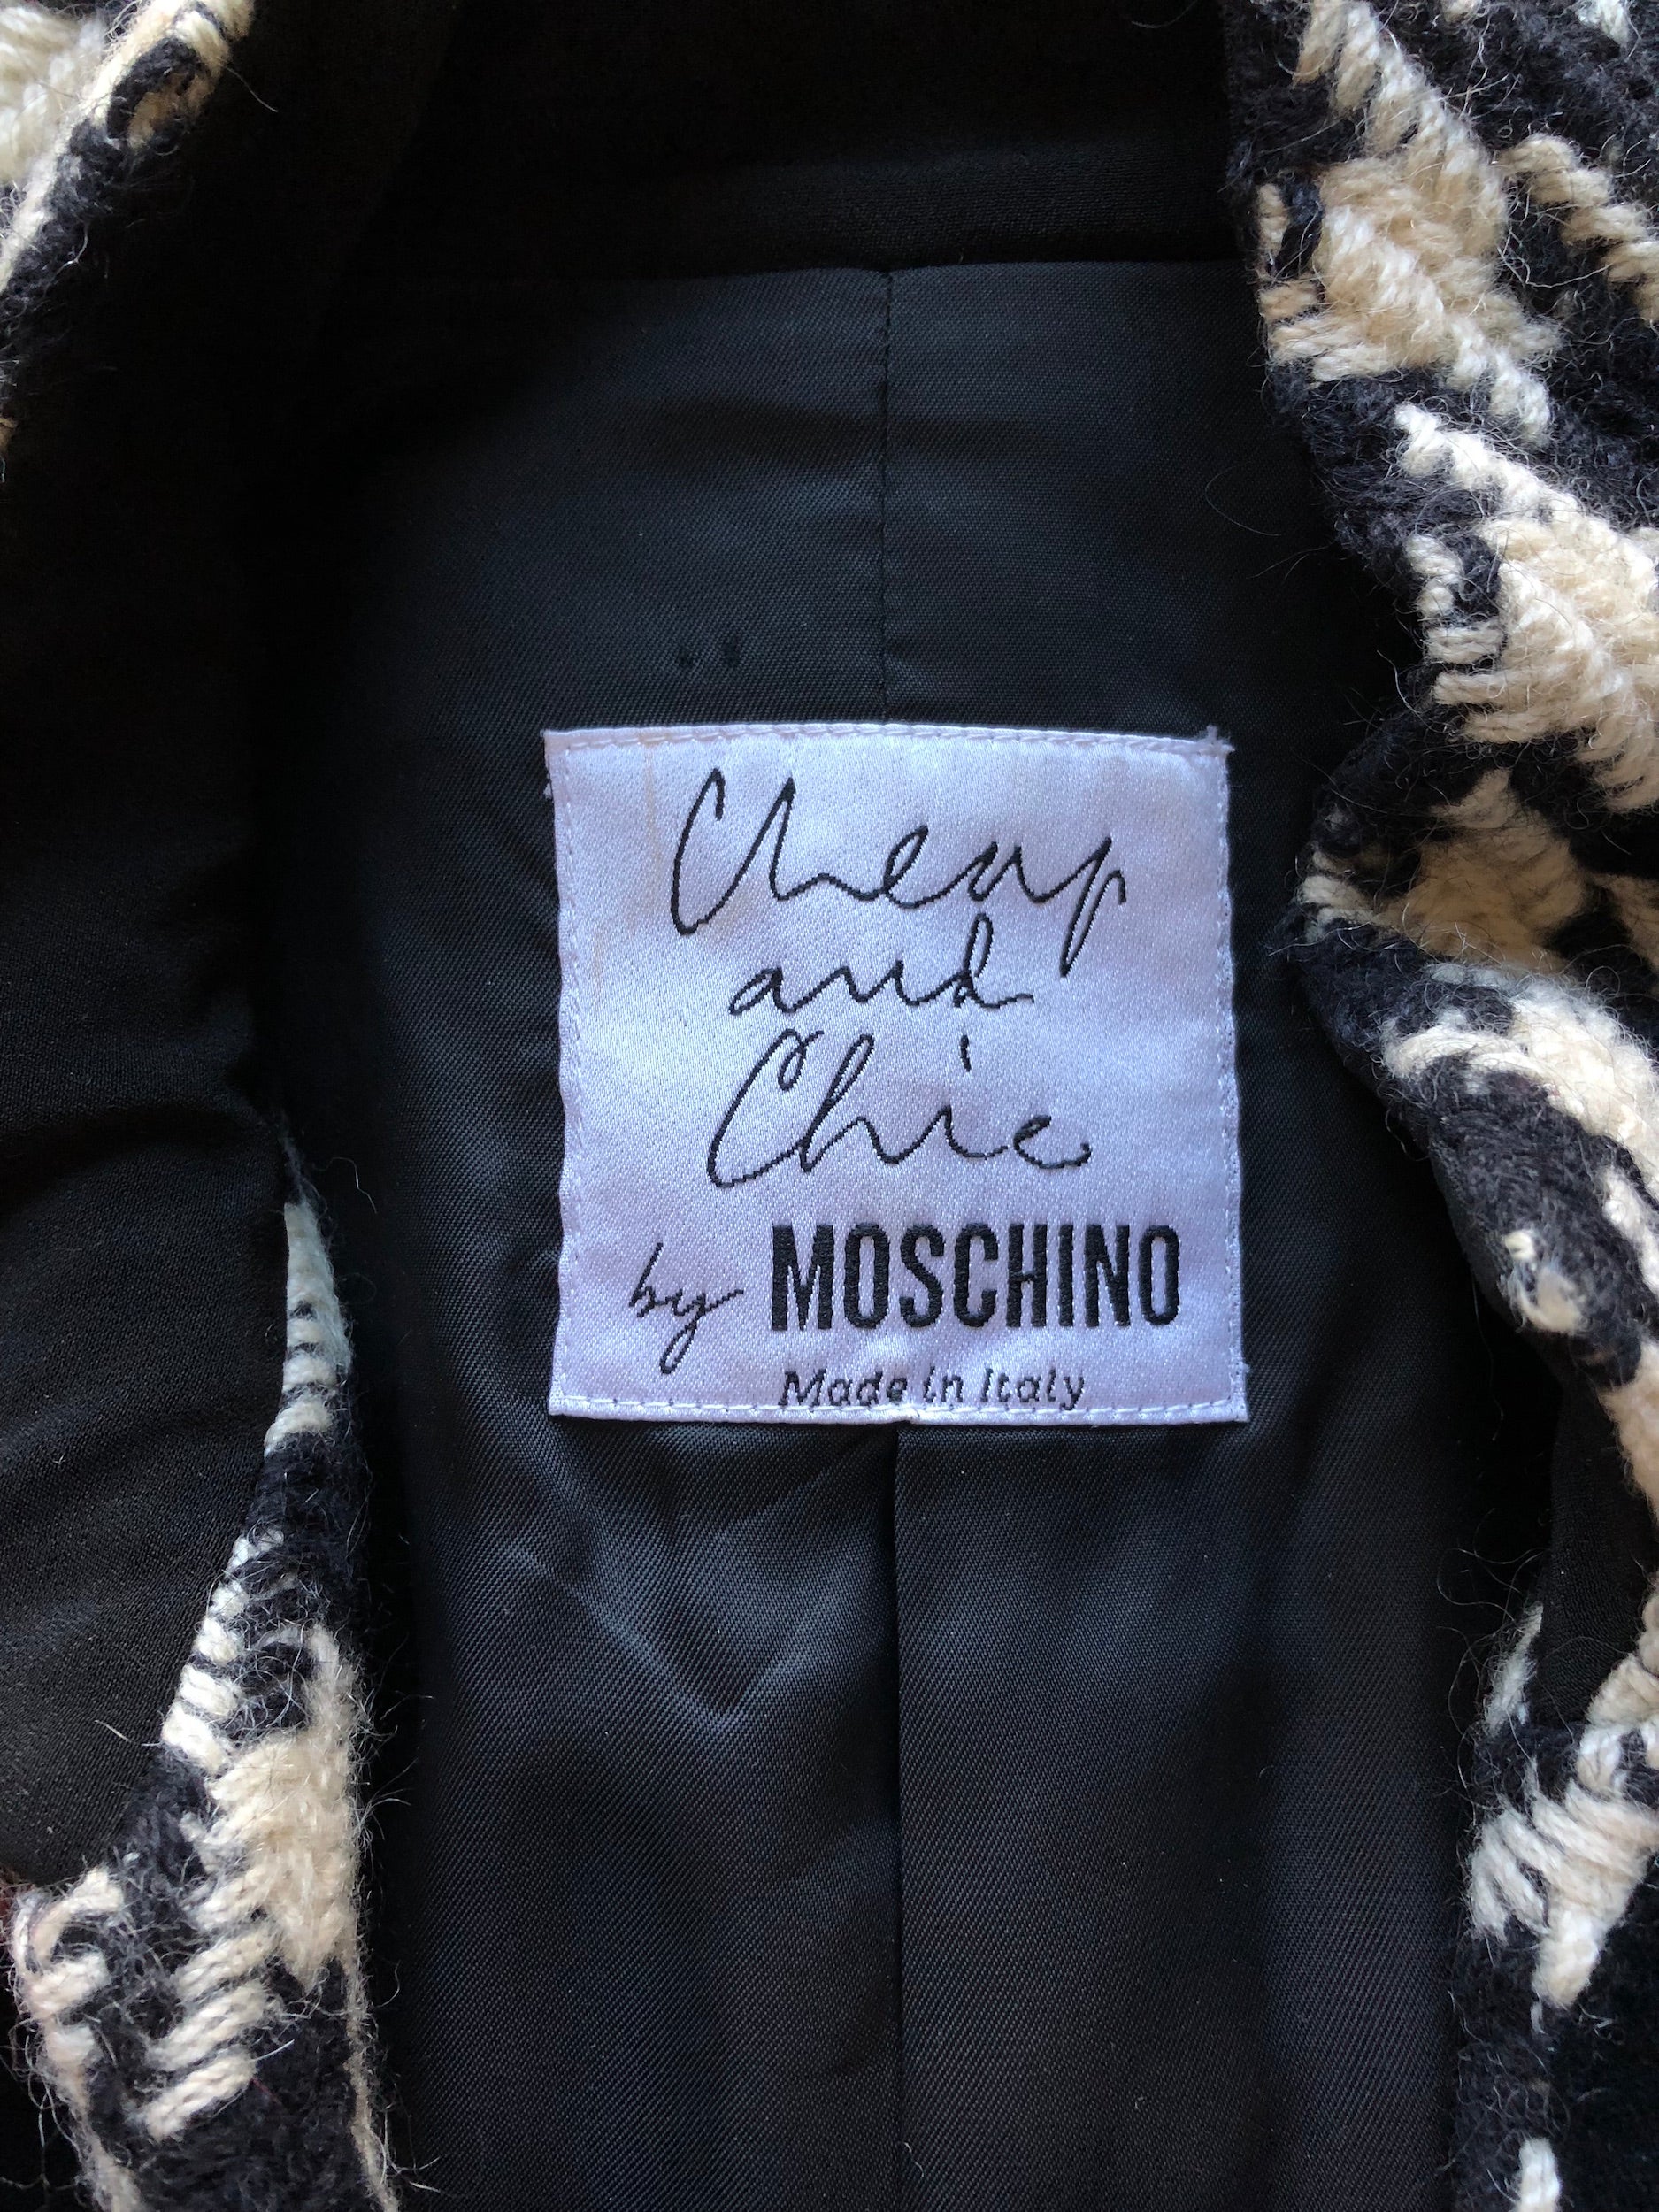 Cheap
and
Chic
by MOSCHINO
Made in Italy